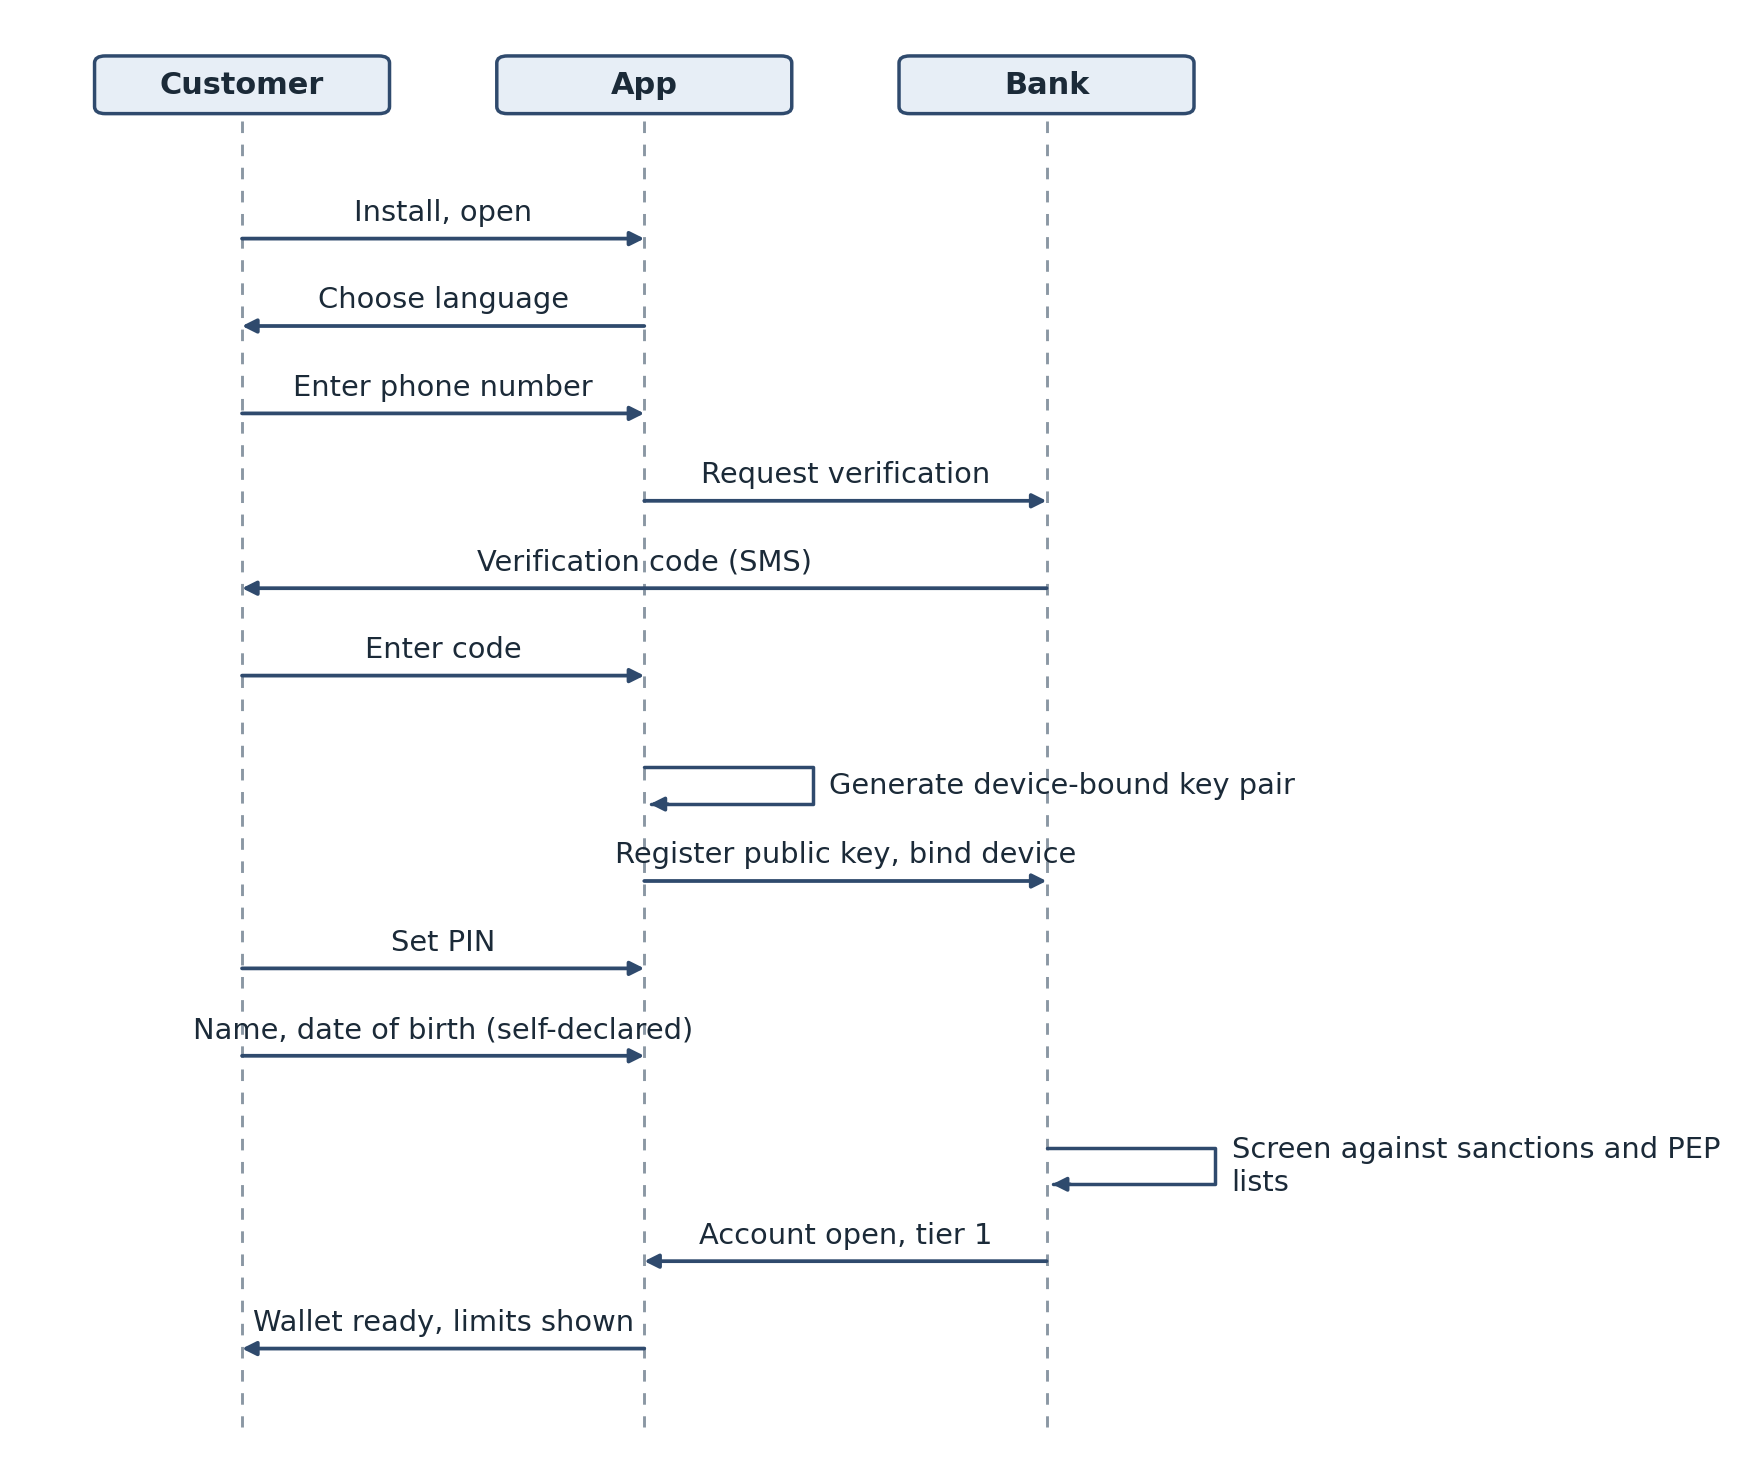 Customer
App
Bank
Install, open
Choose language
Enter phone number
Request verification
Verification code (SMS)
Enter code
Generate device-bound key pair
Register public key, bind device
Set PIN
Name, date of birth (self-declared)
Screen against sanctions and PEP
lists
Account open, tier 1
Wallet ready, limits shown